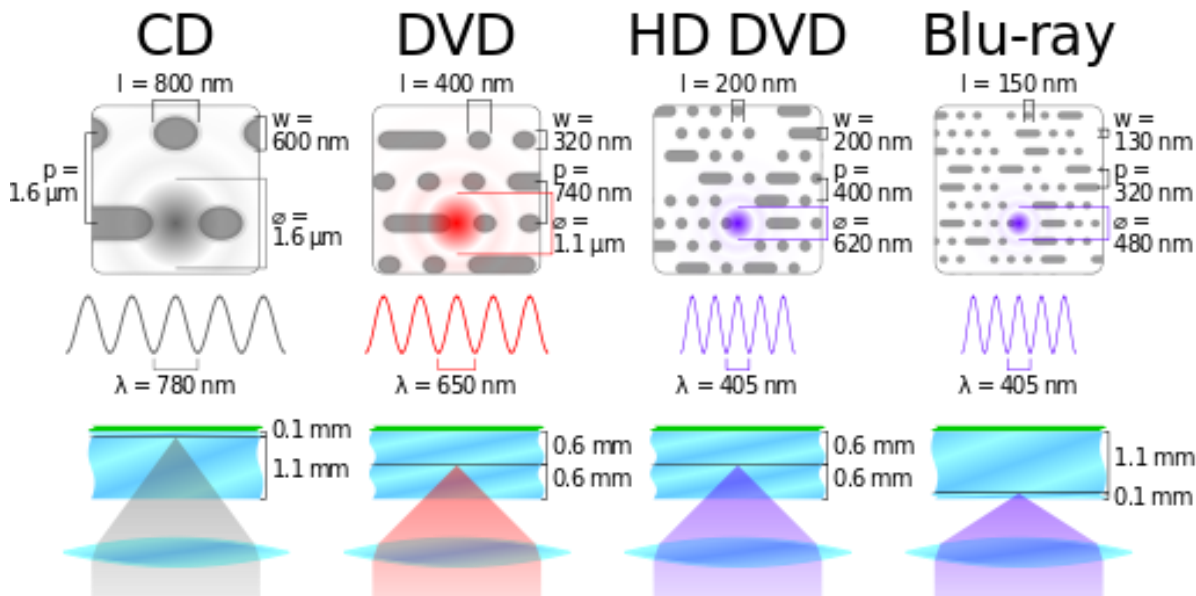 CD
l = 800 nm
w =
600 nm
p =
1.6 µm
⌀ =
1.6 µm
λ = 780 nm
0.1 mm
1.1 mm
DVD
l = 400 nm
w =
320 nm
p =
740 nm
⌀ =
1.1 µm
λ = 650 nm
0.6 mm
0.6 mm
HD DVD
l = 200 nm
w =
200 nm
p =
400 nm
⌀ =
620 nm
λ = 405 nm
0.6 mm
0.6 mm
Blu-ray
l = 150 nm
w =
130 nm
p =
320 nm
⌀ =
480 nm
λ = 405 nm
1.1 mm
0.1 mm